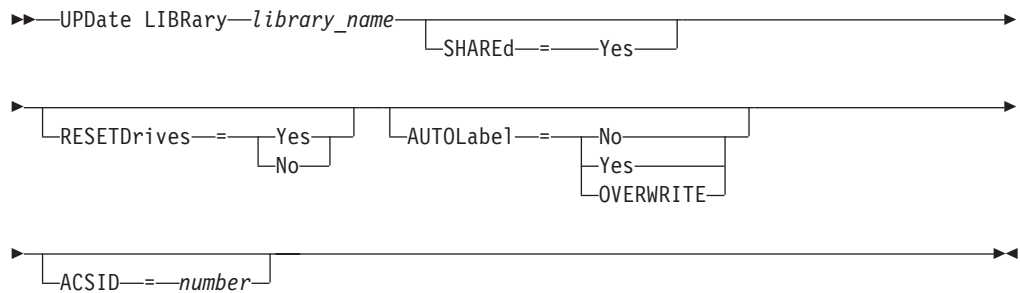 UPDate LIBRary library_name
SHAREd = Yes
RESETDrives = Yes AUTOLabel = No
No Yes
OVERWRITE
ACSID = number